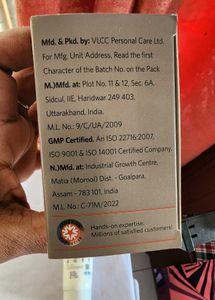 Mfd. & Pkd. by: VLCC Personal Care Ltd.
For Mfg. Unit Address, Read the first
Character of the Batch No. on the Pack
M.)Mfd. at: Plot No. 11 & 12, Sec. 6A,
Sidcul, IIE, Haridwar 249 403,
Uttarakhand, India.
M.L. No.: 9/C/UA/2009
GMP Certified. An ISO 22716:2007,
ISO 9001 & ISO 14001 Certified Company.
N.)Mfd. at: Industrial Growth Centre,
Matia (Mornoi) Dist. - Goalpara,
Assam - 783 101, India
M.L. No.: C-71M/2022
Hands-on expertise.
Millions of satisfied customers!